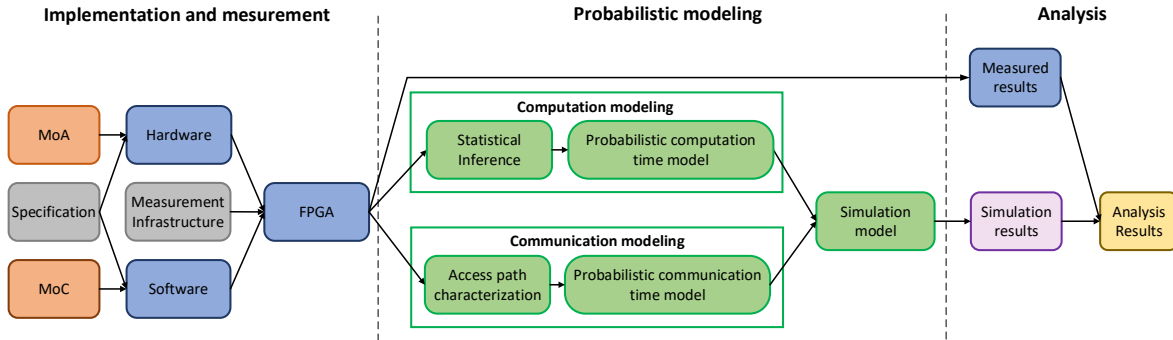 Implementation and mesurement
Probabilistic modeling
Analysis
MoA
Specification
MoC
Hardware
Measurement
Infrastructure
Software
FPGA
Computation modeling
Statistical
Inference
Probabilistic computation
time model
Communication modeling
Access path
characterization
Probabilistic communication
time model
Simulation
model
Measured
results
Simulation
results
Analysis
Results